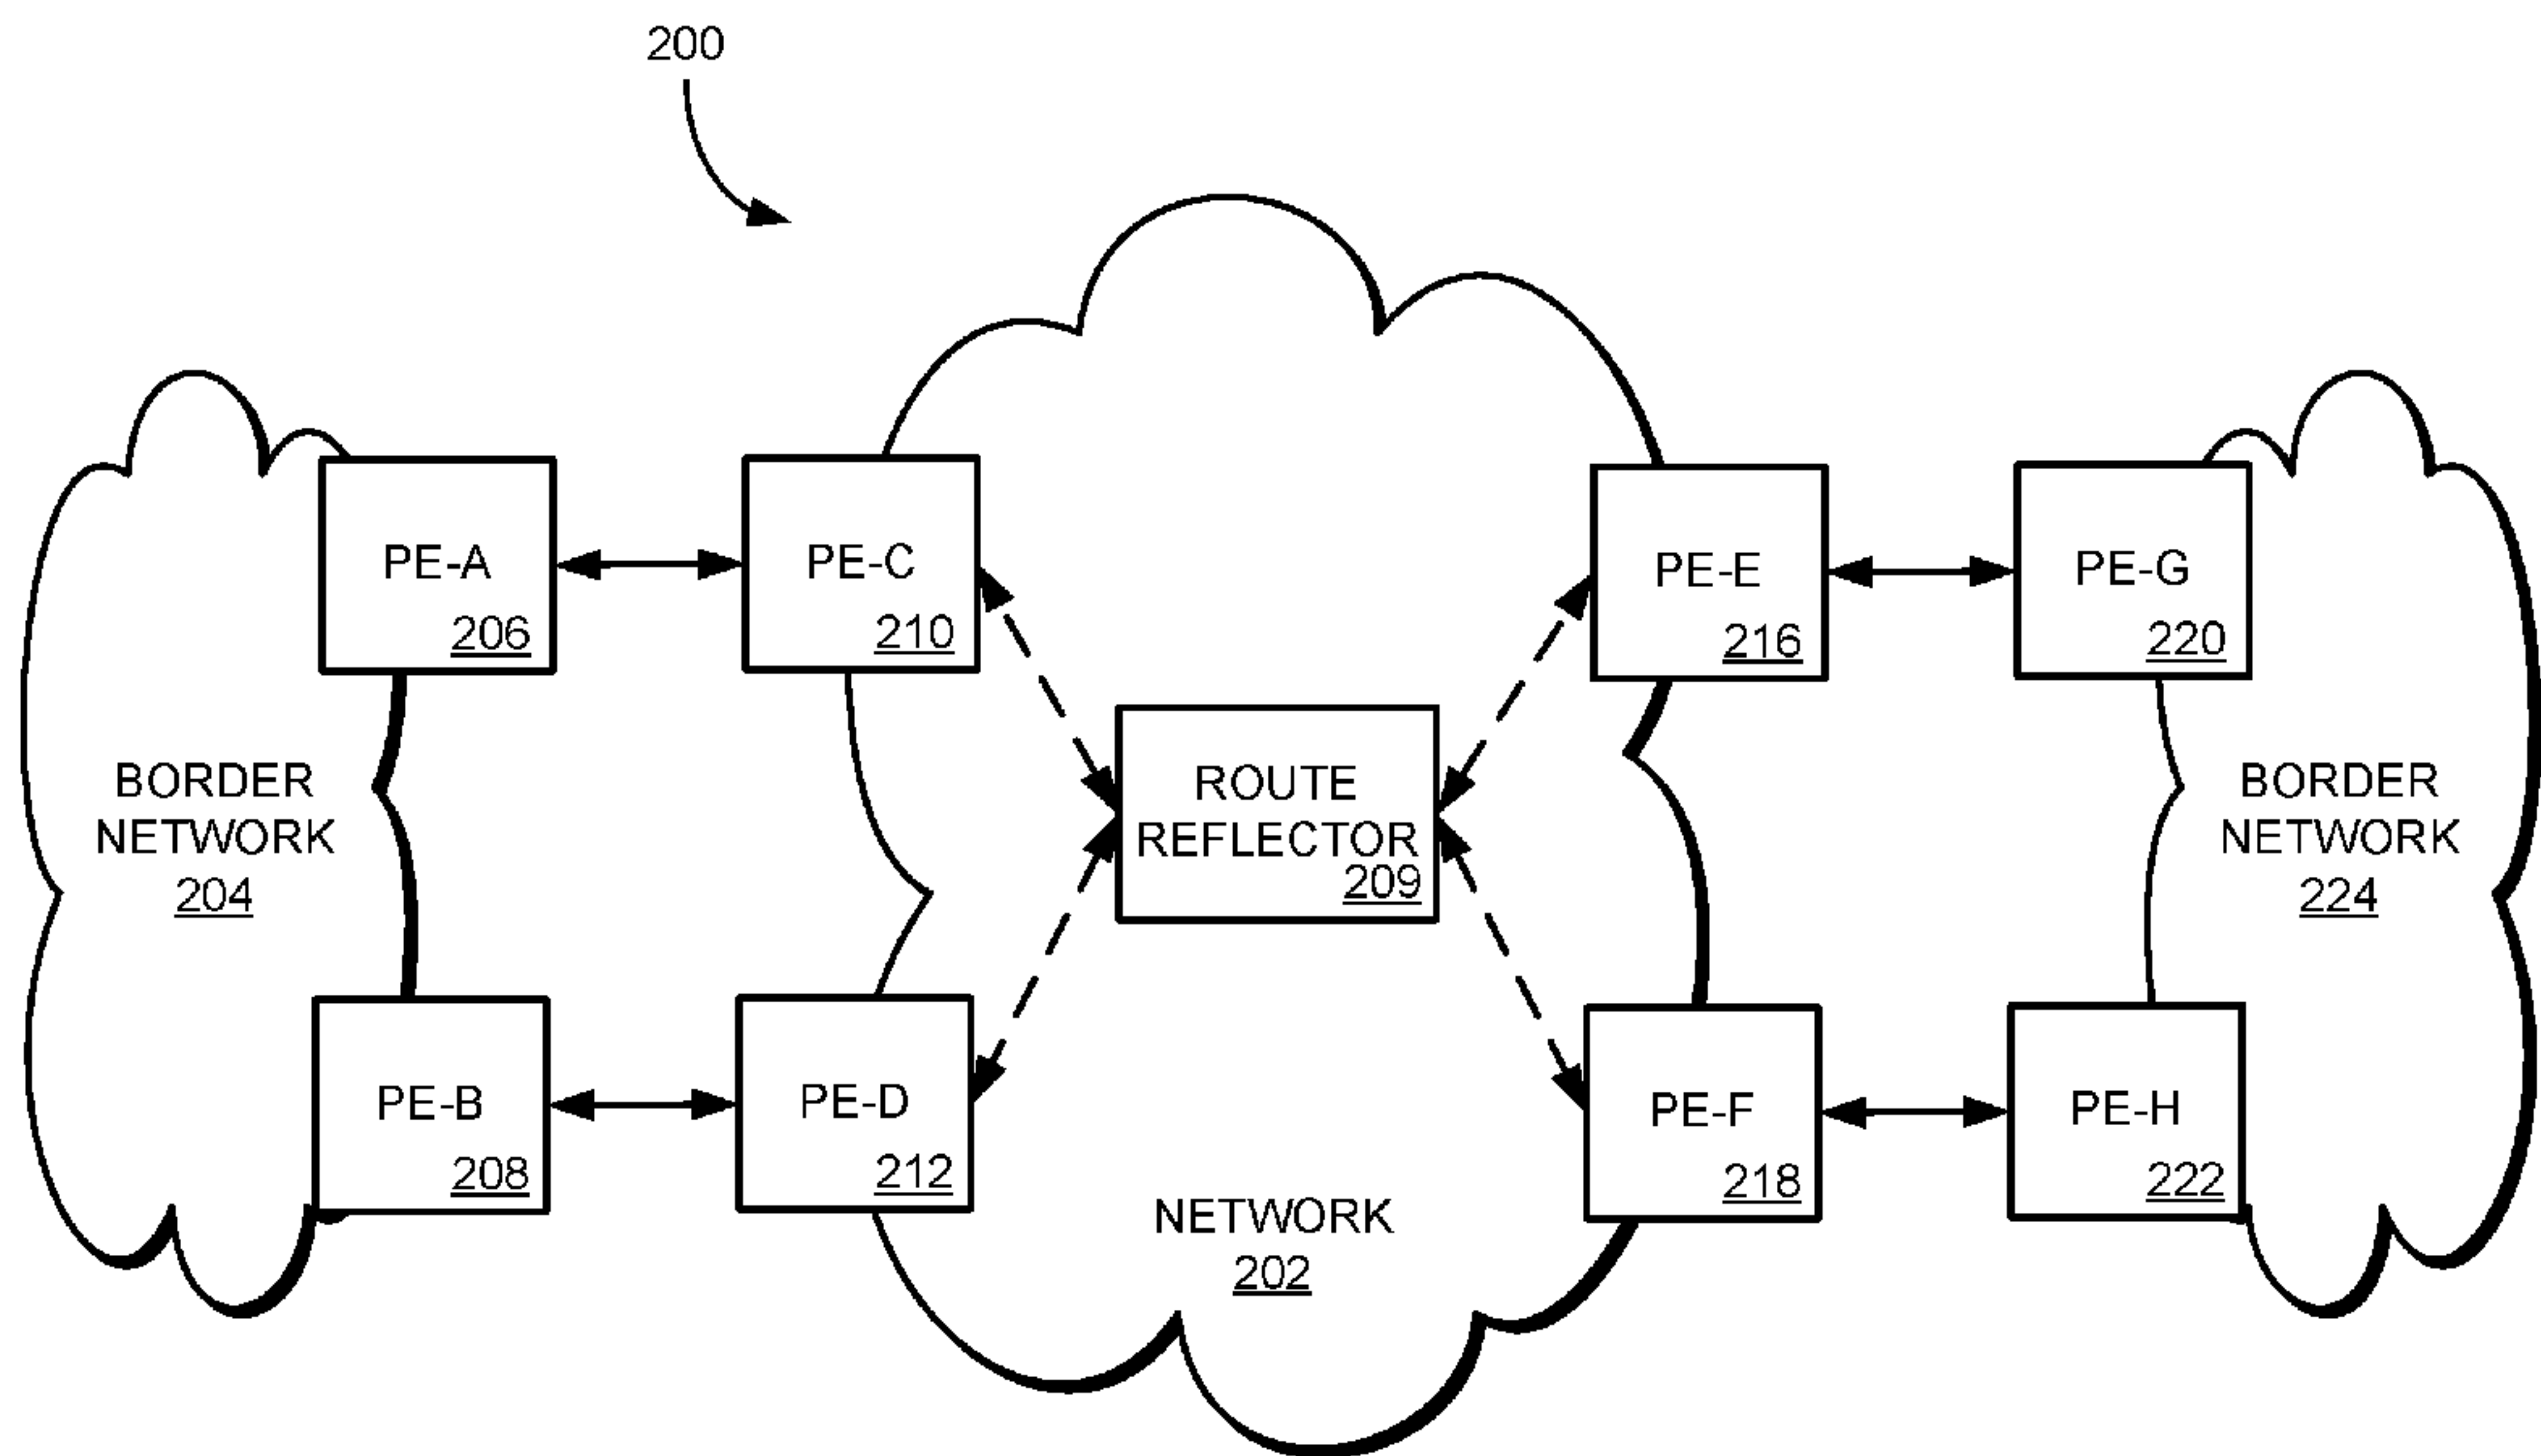 200
PE-A
206
PE-C
210
PE-E
216
PE-G
220
BORDER
NETWORK
204
ROUTE
REFLECTOR
209
BORDER
NETWORK
224
PE-B
208
PE-D
212
PE-F
218
PE-H
222
NETWORK
202